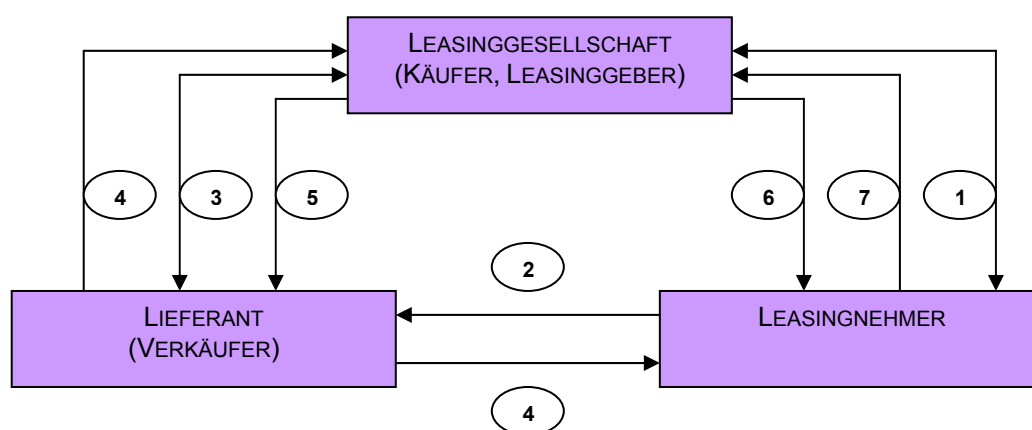 LEASINGGESELLSCHAFT
(KÄUFER, LEASINGGEBER)
4
3
5
6
7
1
2
LIEFERANT
(VERKÄUFER)
LEASINGNEHMER
4